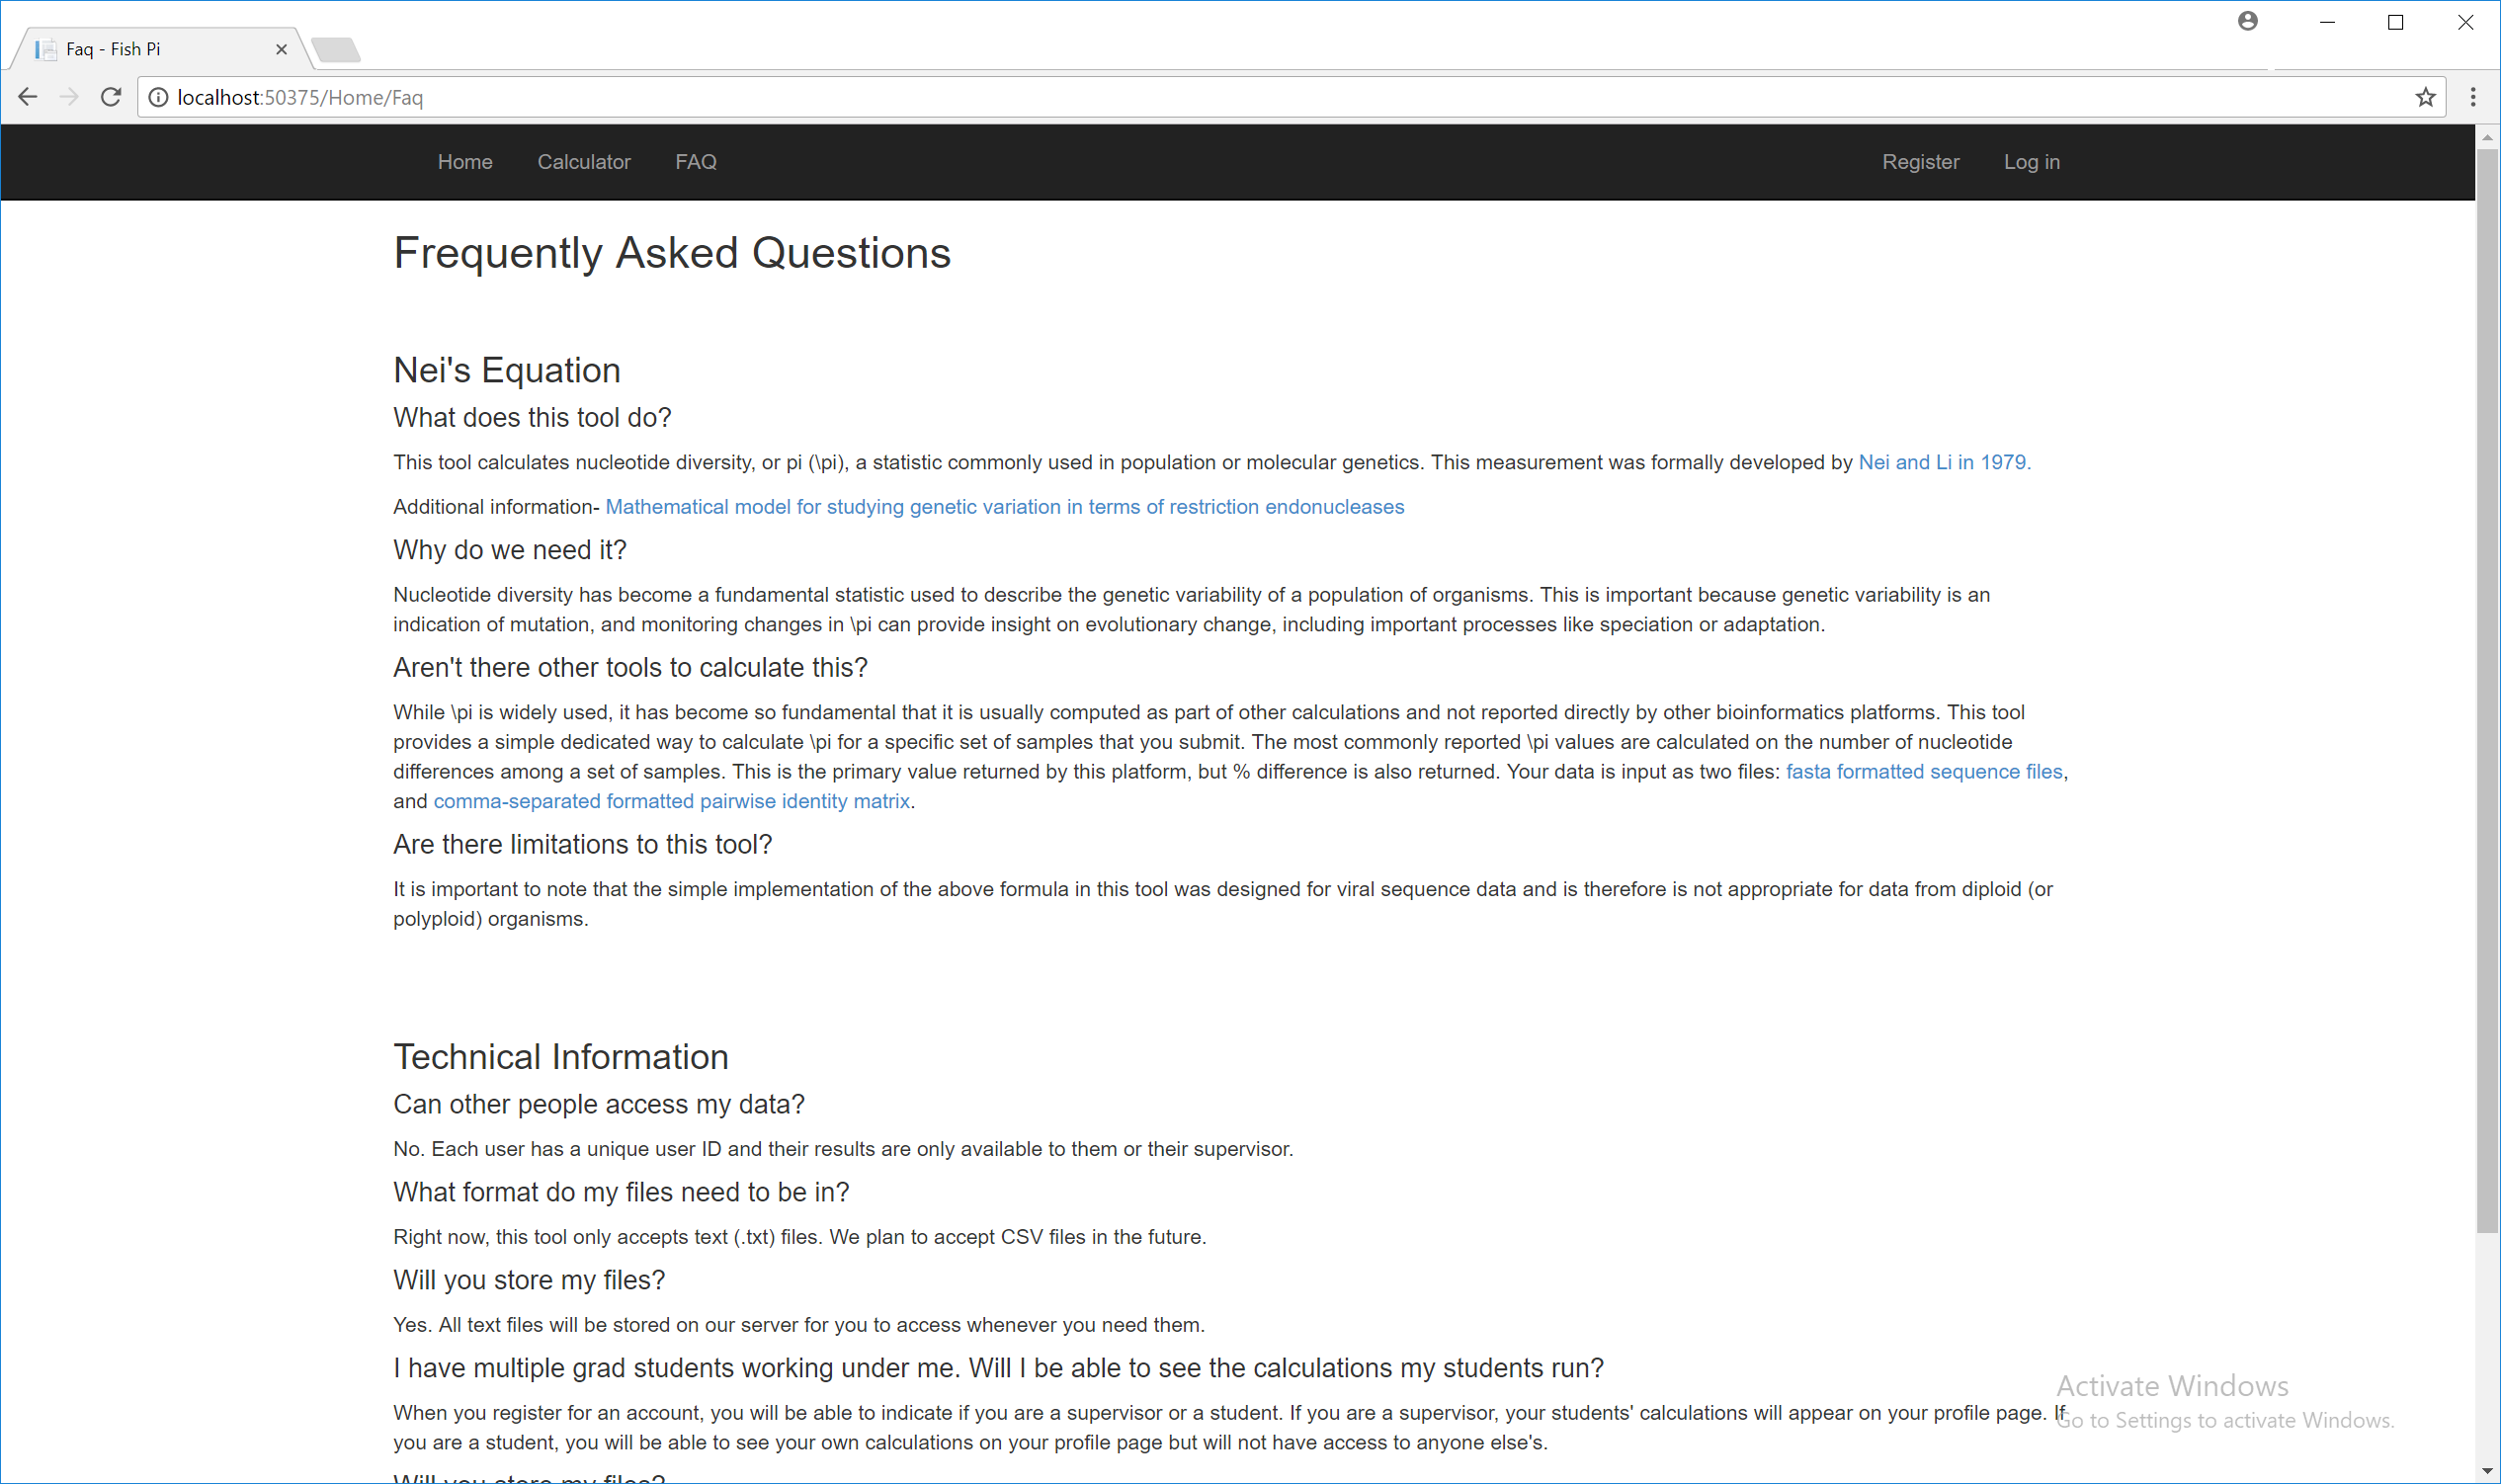 Faq - Fish Pi
localhost:50375/Home/Faq
Home Calculator FAQ Register Log in
Frequently Asked Questions
Nei's Equation
What does this tool do?
This tool calculates nucleotide diversity, or pi (\pi), a statistic commonly used in population or molecular genetics. This measurement was formally developed by Nei and Li in 1979.
Additional information- Mathematical model for studying genetic variation in terms of restriction endonucleases
Why do we need it?
Nucleotide diversity has become a fundamental statistic used to describe the genetic variability of a population of organisms. This is important because genetic variability is an
indication of mutation, and monitoring changes in \pi can provide insight on evolutionary change, including important processes like speciation or adaptation.
Aren't there other tools to calculate this?
While \pi is widely used, it has become so fundamental that it is usually computed as part of other calculations and not reported directly by other bioinformatics platforms. This tool
provides a simple dedicated way to calculate \pi for a specific set of samples that you submit. The most commonly reported \pi values are calculated on the number of nucleotide
differences among a set of samples. This is the primary value returned by this platform, but % difference is also returned. Your data is input as two files: fasta formatted sequence files,
and comma-separated formatted pairwise identity matrix.
Are there limitations to this tool?
It is important to note that the simple implementation of the above formula in this tool was designed for viral sequence data and is therefore is not appropriate for data from diploid (or
polyploid) organisms.
Technical Information
Can other people access my data?
No. Each user has a unique user ID and their results are only available to them or their supervisor.
What format do my files need to be in?
Right now, this tool only accepts text (.txt) files. We plan to accept CSV files in the future.
Will you store my files?
Yes. All text files will be stored on our server for you to access whenever you need them.
I have multiple grad students working under me. Will I be able to see the calculations my students run?
When you register for an account, you will be able to indicate if you are a supervisor or a student. If you are a supervisor, your students' calculations will appear on your profile page. If
you are a student, you will be able to see your own calculations on your profile page but will not have access to anyone else's.
Will you store my files?
Activate Windows
Go to Settings to activate Windows.